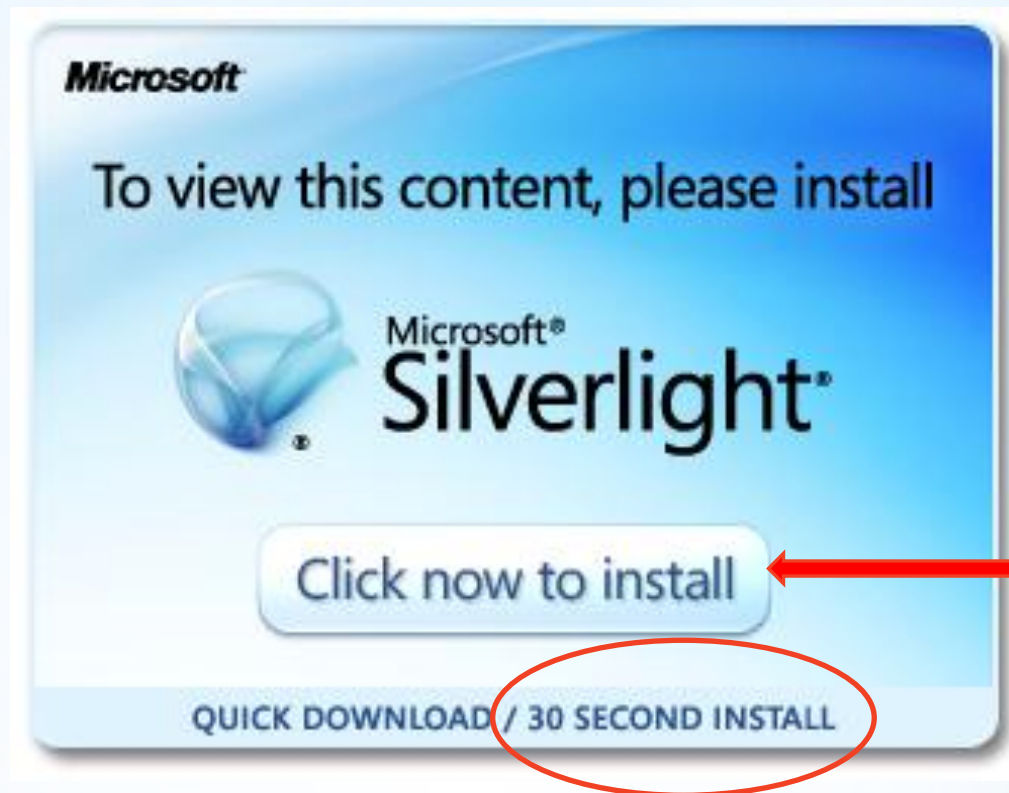 Microsoft
To view this content, please install
Microsoft®
Silverlight®
®
Click now to install
QUICK DOWNLOAD / 30 SECOND INSTALL